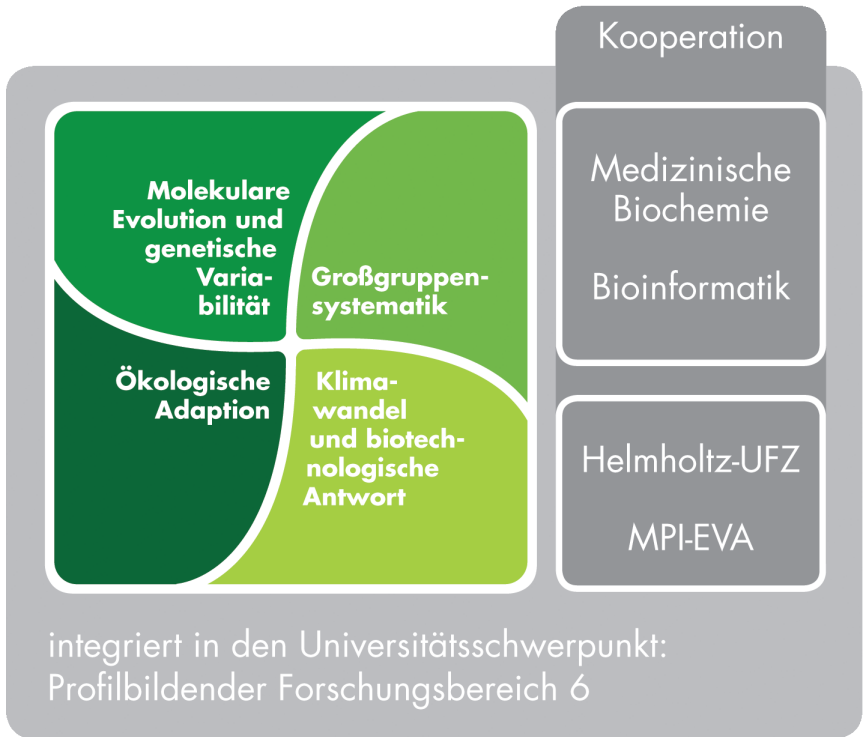 Kooperation
Molekulare
Evolution und
genetische
Varia-
bilität
Großgruppen-
systematik
Ökologische
Adaption
Klima-
wandel
und biotech-
nologische
Antwort
Medizinische
Biochemie
Bioinformatik
Helmholtz-UFZ
MPI-EVA
integriert in den Universitätsschwerpunkt:
Profilbildender Forschungsbereich 6